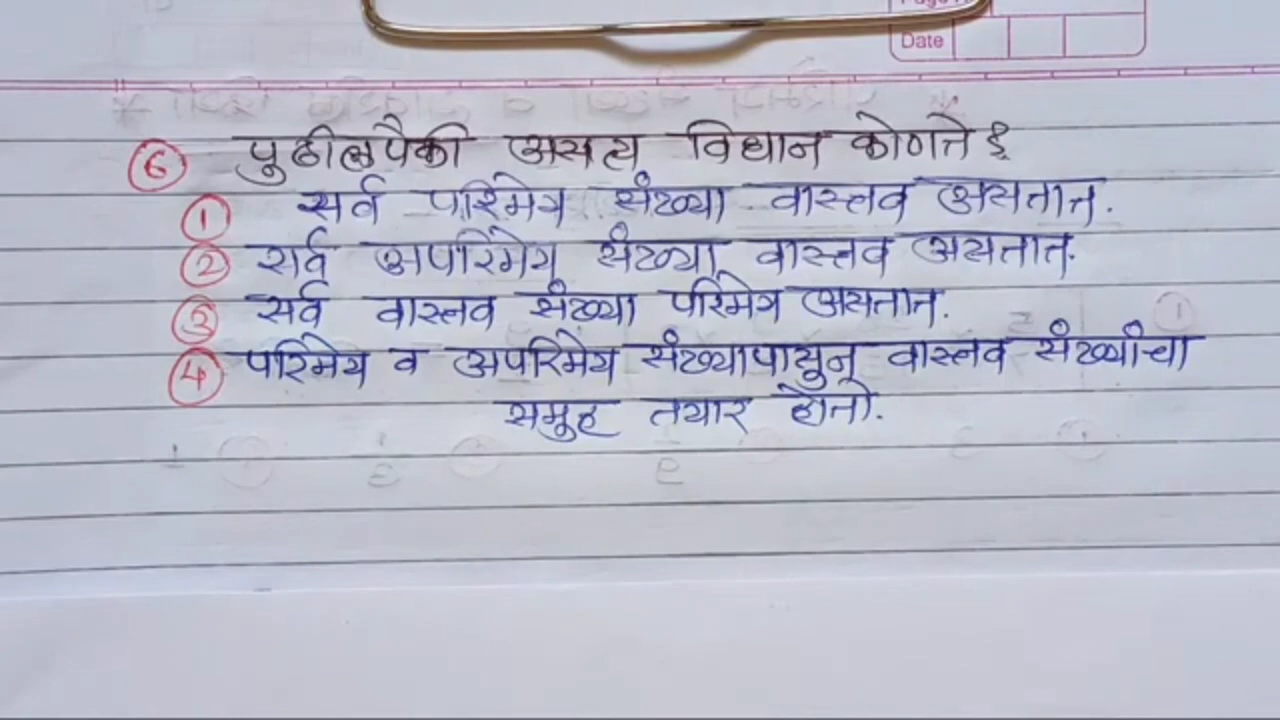 Date
6 पुढीलपैकी असत्य विधान कोणते ?
1 सर्व परिमेय संख्या वास्तव असतात.
2 सर्व अपरिमेय संख्या वास्तव असतात.
3 सर्व वास्तव संख्या परिमेय असतात.
4 परिमेय व अपरिमेय संख्यापासुन वास्तव संख्यांचा
समुह तयार होतो.